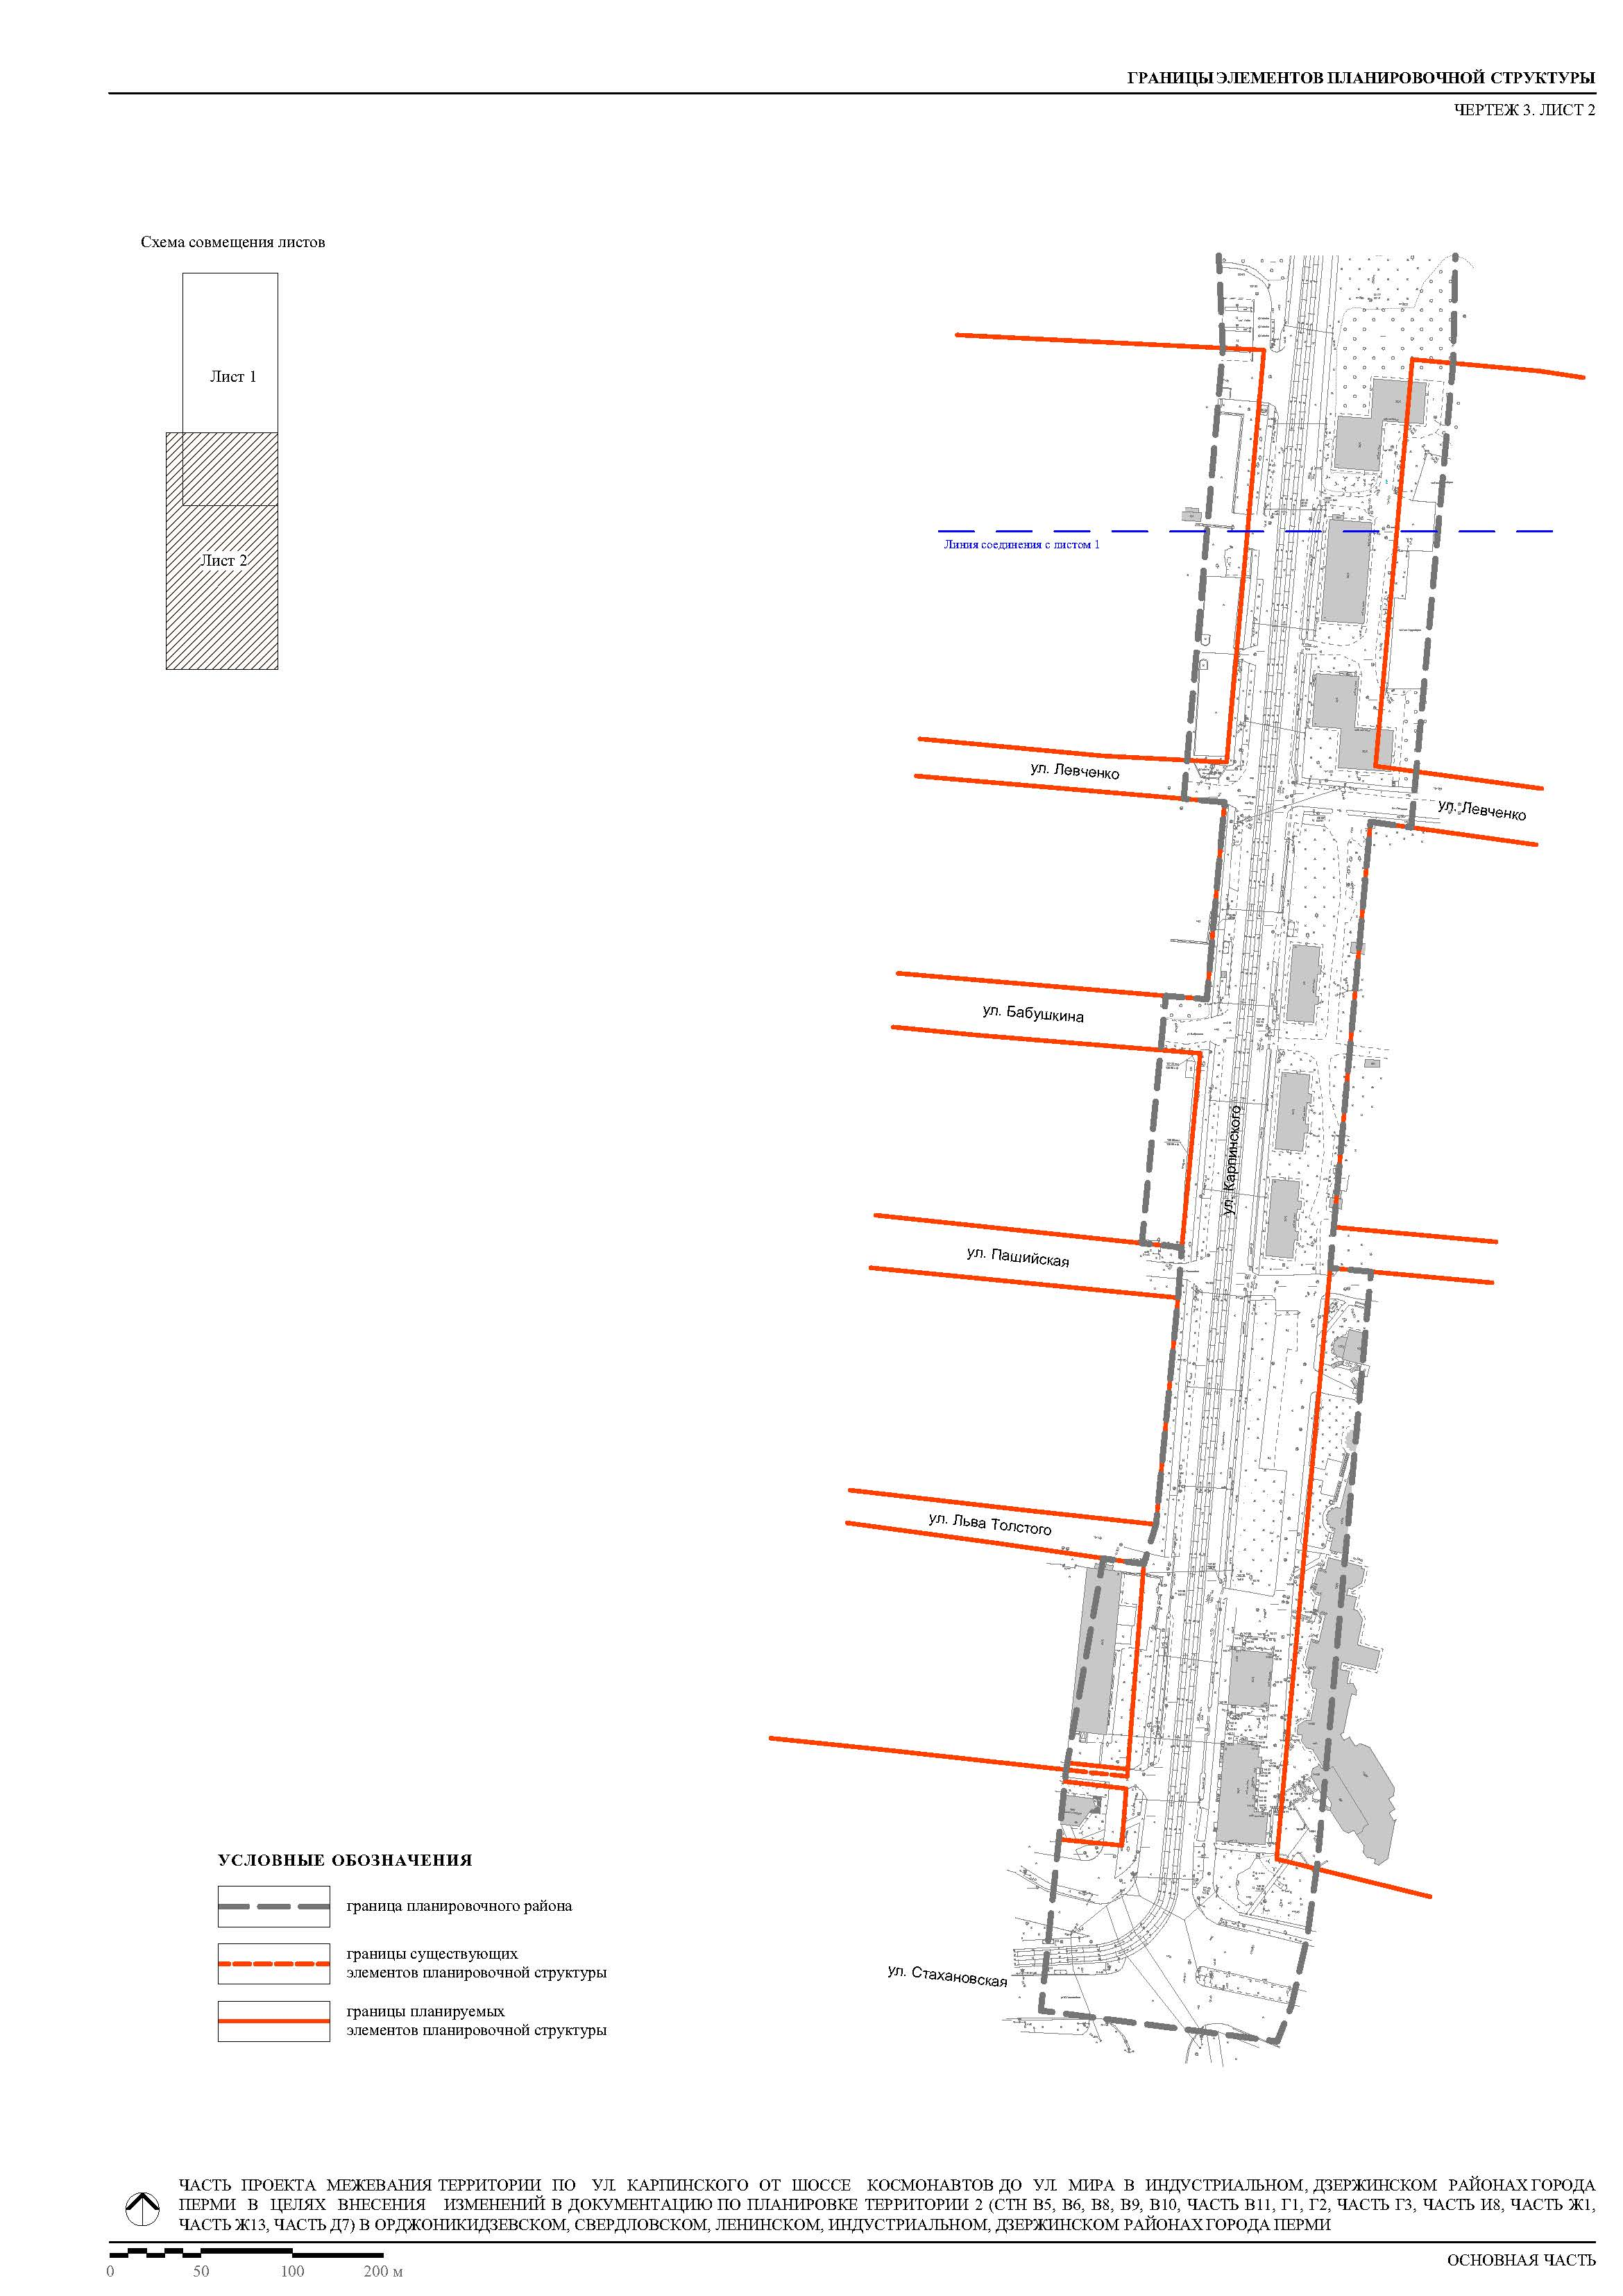 ГРАНИЦЫ ЭЛЕМЕНТОВ ПЛАНИРОВОЧНОЙ СТРУКТУРЫ
ЧЕРТЕЖ 3. ЛИСТ 2
Схема совмещения листов
Лист 1
Лист 2
Линия соединения с листом 1
ул. Левченко
ул. Левченко
ул. Бабушкина
ул. Карпинского
ул. Пашийская
ул. Льва Толстого
ул. Стахановская
УСЛОВНЫЕ ОБОЗНАЧЕНИЯ
граница планировочного района
границы существующих
элементов планировочной структуры
границы планируемых
элементов планировочной структуры
ЧАСТЬ ПРОЕКТА МЕЖЕВАНИЯ ТЕРРИТОРИИ ПО УЛ. КАРПИНСКОГО ОТ ШОССЕ КОСМОНАВТОВ ДО УЛ. МИРА В ИНДУСТРИАЛЬНОМ, ДЗЕРЖИНСКОМ РАЙОНАХ ГОРОДА
ПЕРМИ В ЦЕЛЯХ ВНЕСЕНИЯ ИЗМЕНЕНИЙ В ДОКУМЕНТАЦИЮ ПО ПЛАНИРОВКЕ ТЕРРИТОРИИ 2 (СТН В5, В6, В8, В9, В10, ЧАСТЬ В11, Г1, Г2, ЧАСТЬ Г3, ЧАСТЬ И8, ЧАСТЬ Ж1,
ЧАСТЬ Ж13, ЧАСТЬ Д7) В ОРДЖОНИКИДЗЕВСКОМ, СВЕРДЛОВСКОМ, ЛЕНИНСКОМ, ИНДУСТРИАЛЬНОМ, ДЗЕРЖИНСКОМ РАЙОНАХ ГОРОДА ПЕРМИ
ОСНОВНАЯ ЧАСТЬ
0 50 100 200 м